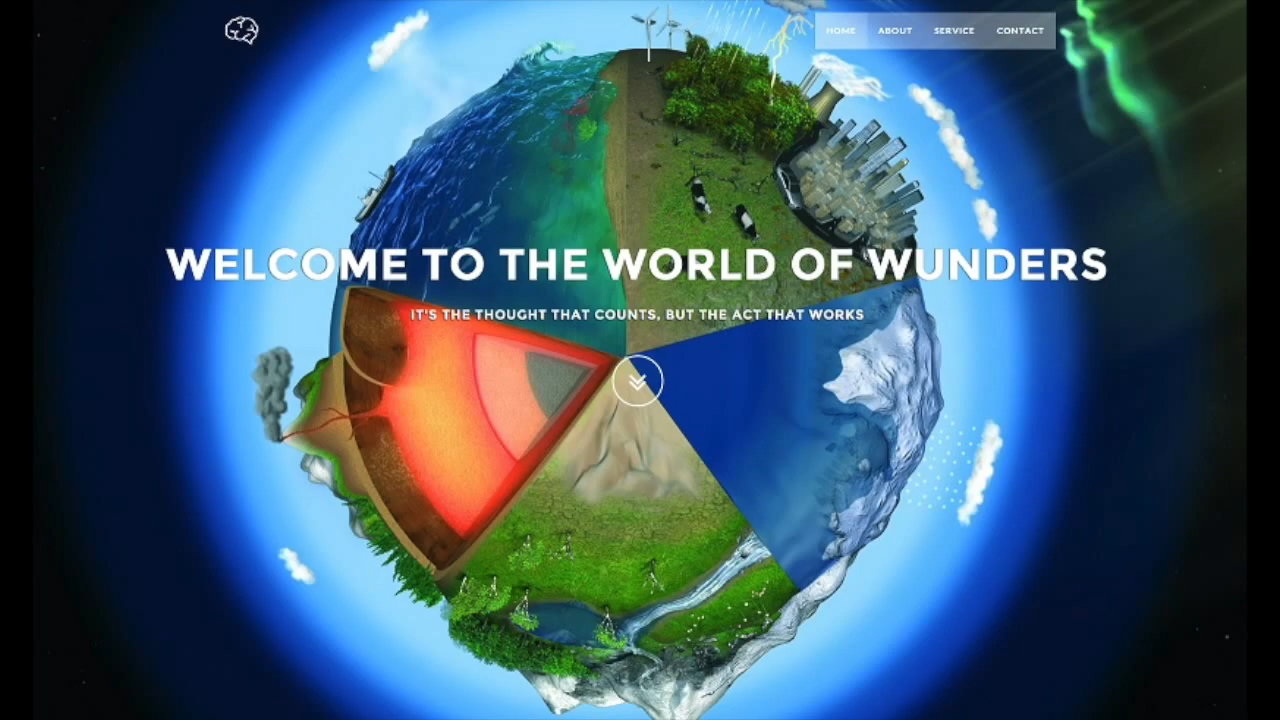 HOME ABOUT SERVICE CONTACT
WELCOME TO THE WORLD OF WUNDERS
IT'S THE THOUGHT THAT COUNTS, BUT THE ACT THAT WORKS